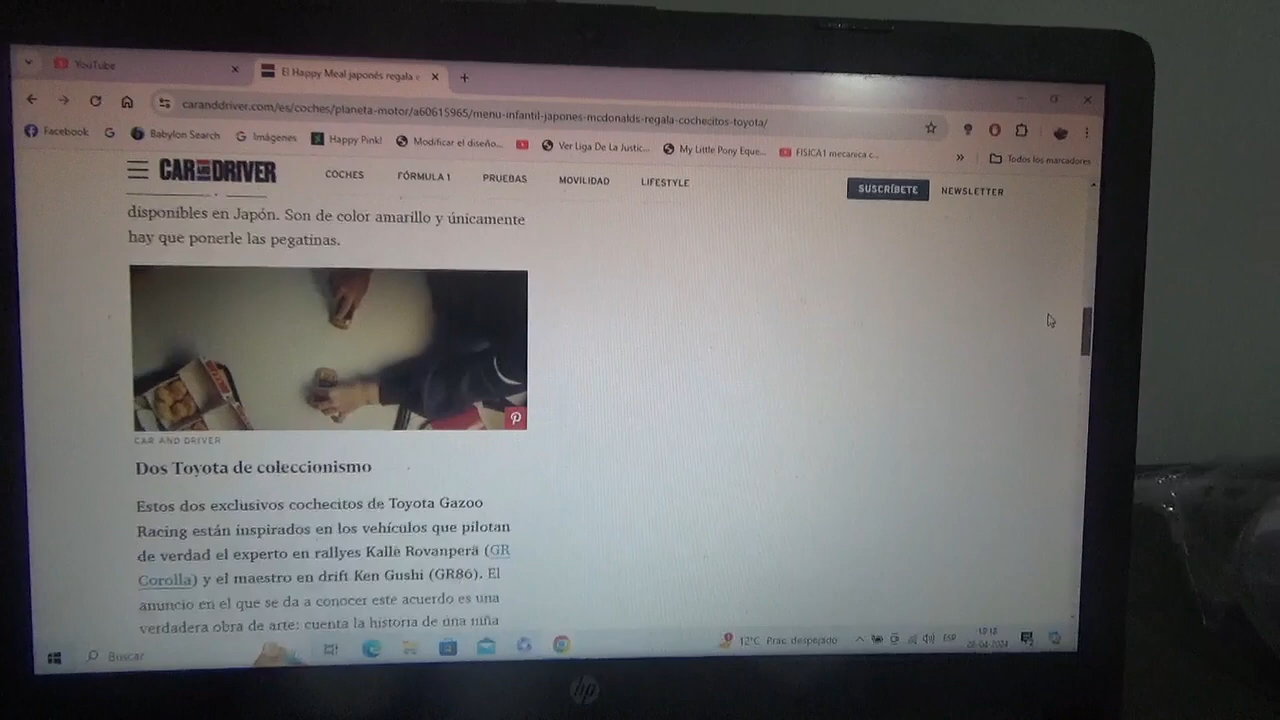 YouTube
El Happy Meal japonés regala
caranddriver.com/es/coches/planeta-motor/a60615965/menu-infantil-japones-mcdonalds-regala-cochecitos-toyota/
Facebook
G
Babylon Search
Imágenes
Happy Pink!
Modificar el diseño...
Ver Liga De La Justic...
My Little Pony Eque...
FISICA1 mecanica c...
»
Todos los marcadores
CAR AND DRIVER
COCHES
FÓRMULA 1
PRUEBAS
MOVILIDAD
LIFESTYLE
SUSCRÍBETE
NEWSLETTER
disponibles en Japón. Son de color amarillo y únicamente
hay que ponerle las pegatinas.
CAR AND DRIVER
Dos Toyota de coleccionismo
Estos dos exclusivos cochecitos de Toyota Gazoo
Racing están inspirados en los vehículos que pilotan
de verdad el experto en rallyes Kalle Rovanperä (GR
Corolla) y el maestro en drift Ken Gushi (GR86). El
anuncio en el que se da a conocer este acuerdo es una
verdadera obra de arte: cuenta la historia de una niña
Buscar
12°C Prac. despejado
ESP
hp